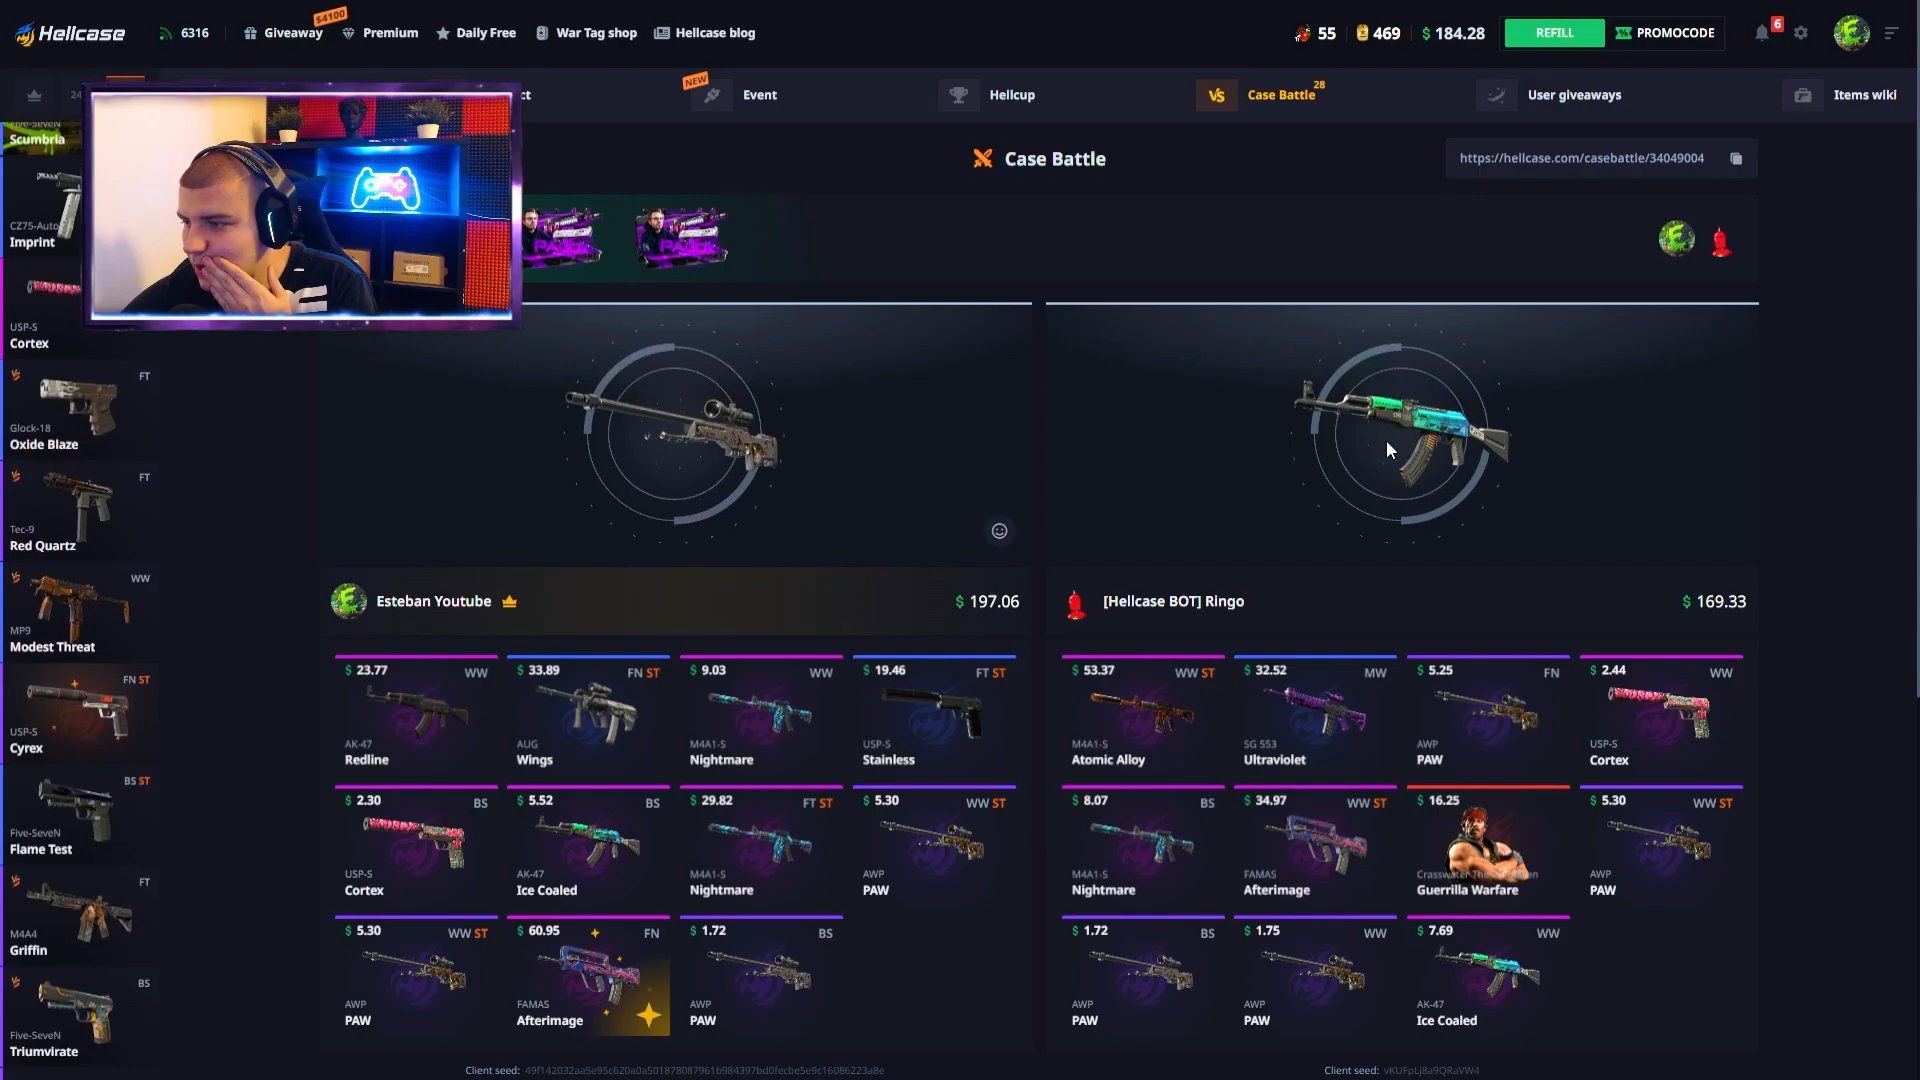 Hellcase
6316
Giveaway
$4100
Premium
Daily Free
War Tag shop
Hellcase blog
55
469
$ 184.28
REFILL
PROMOCODE
6
24
ct
NEW
Event
Hellcup
VS
Case Battle
28
User giveaways
Items wiki
Five-SeveN
Scumbria
CZ75-Auto
Imprint
USP-S
Cortex
FT
Glock-18
Oxide Blaze
FT
Tec-9
Red Quartz
WW
MP9
Modest Threat
FN ST
USP-S
Cyrex
BS ST
Five-SeveN
Flame Test
FT
M4A4
Griffin
BS
Five-SeveN
Triumvirate
Case Battle
https://hellcase.com/casebattle/34049004
Esteban Youtube
$ 197.06
[Hellcase BOT] Ringo
$ 169.33
$ 23.77 WW
AK-47
Redline
$ 33.89 FN ST
AUG
Wings
$ 9.03 WW
M4A1-S
Nightmare
$ 19.46 FT ST
USP-S
Stainless
$ 2.30 BS
USP-S
Cortex
$ 5.52 BS
AK-47
Ice Coaled
$ 29.82 FT ST
M4A1-S
Nightmare
$ 5.30 WW ST
AWP
PAW
$ 5.30 WW ST
AWP
PAW
$ 60.95 FN
FAMAS
Afterimage
$ 1.72 BS
AWP
PAW
$ 53.37 WW ST
M4A1-S
Atomic Alloy
$ 32.52 MW
SG 553
Ultraviolet
$ 5.25 FN
AWP
PAW
$ 2.44 WW
USP-S
Cortex
$ 8.07 BS
M4A1-S
Nightmare
$ 34.97 WW ST
FAMAS
Afterimage
$ 16.25
Crasswater The
Guerrilla Warfare
$ 5.30 WW ST
AWP
PAW
$ 1.72 BS
AWP
PAW
$ 1.75 WW
AWP
PAW
$ 7.69 WW
AK-47
Ice Coaled
Client seed:
Client seed: vKUFpLj8a9QRaVW4